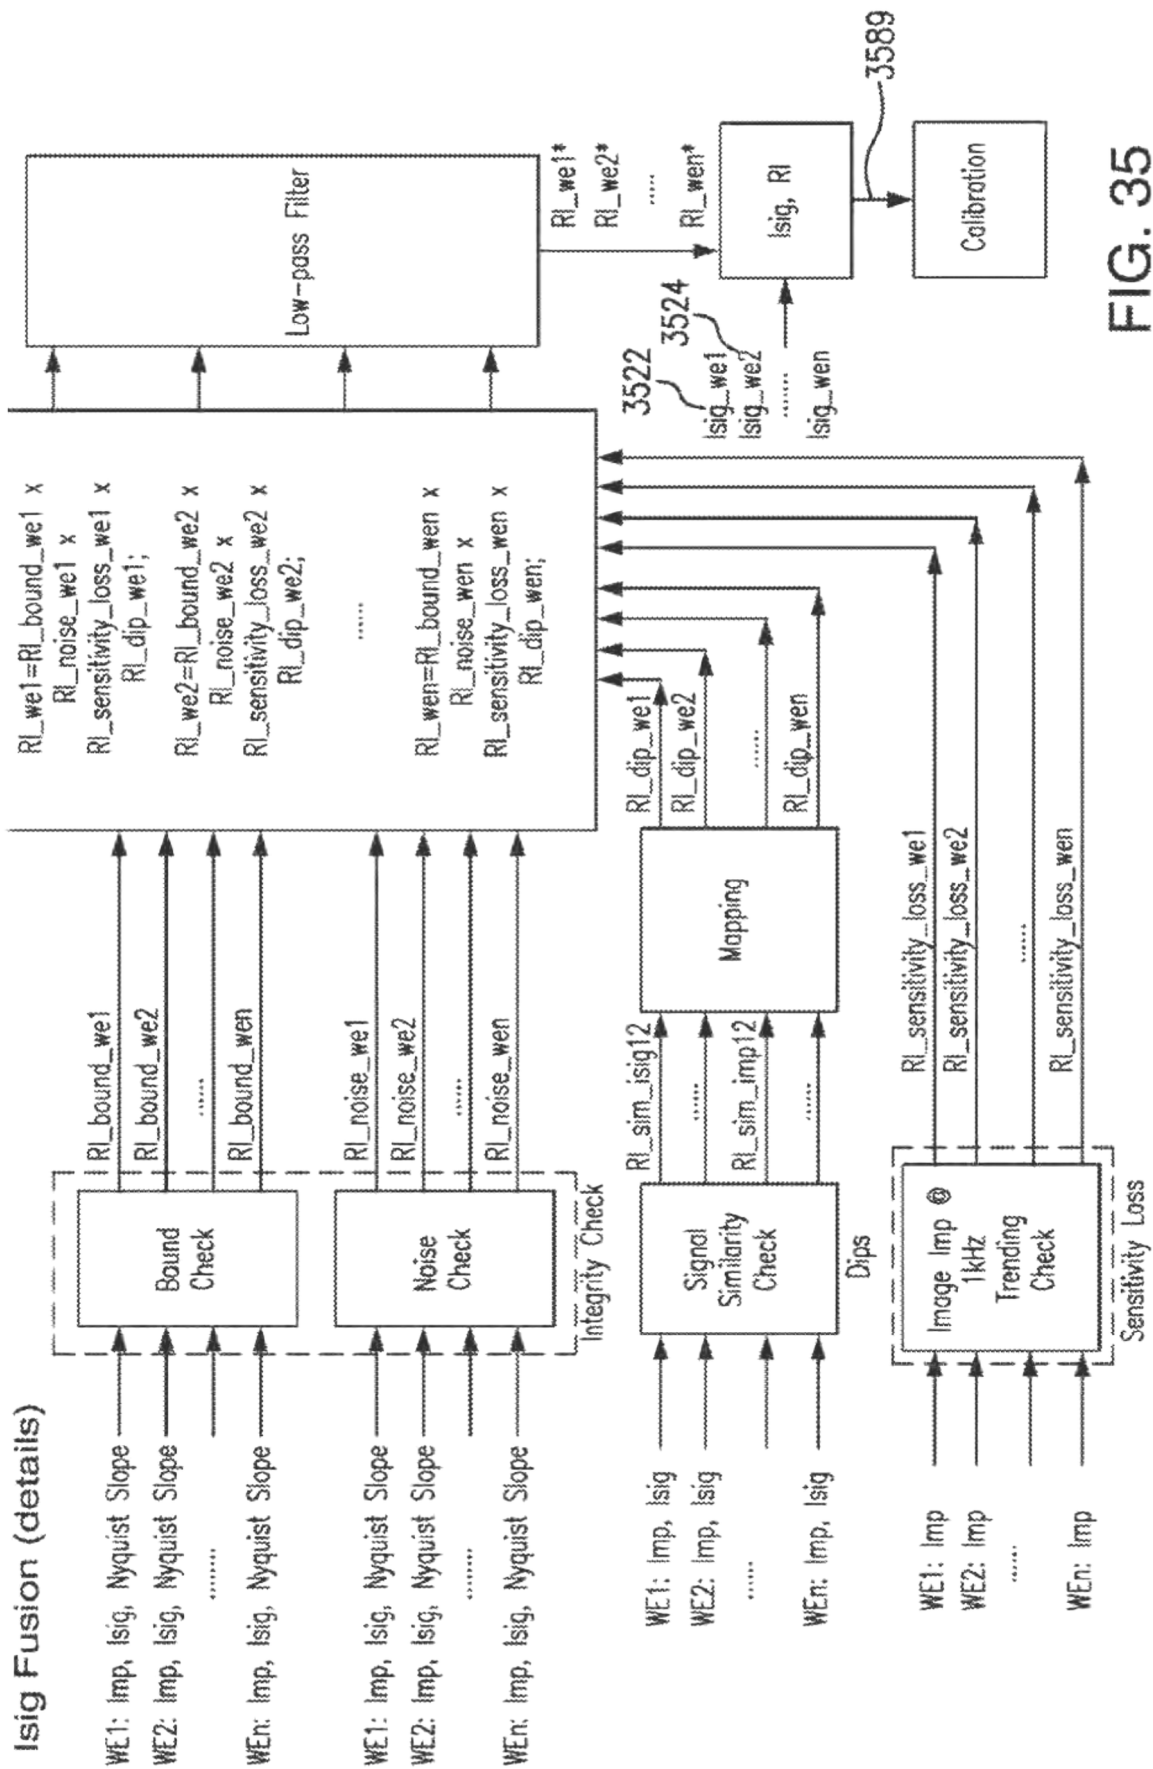 Isig Fusion (details)
WE1: Imp, Isig, Nyquist Slope
WE2: Imp, Isig, Nyquist Slope
........
WEn: Imp, Isig, Nyquist Slope
WE1: Imp, Isig, Nyquist Slope
WE2: Imp, Isig, Nyquist Slope
........
WEn: Imp, Isig, Nyquist Slope
WE1: Imp, Isig
WE2: Imp, Isig
......
WEn: Imp, Isig
WE1: Imp
WE2: Imp
......
WEn: Imp
Bound
Check
Noise
Check
Integrity Check
Signal
Similarity
Check
Dips
Image Imp @
1kHz
Trending
Check
Sensitivity Loss
RI_bound_we1
RI_bound_we2
......
RI_bound_wen
RI_noise_we1
RI_noise_we2
......
RI_noise_wen
RI_sim_isig12
......
RI_sim_imp12
......
Mapping
RI_dip_we1
RI_dip_we2
......
RI_dip_wen
RI_sensitivity_loss_we1
RI_sensitivity_loss_we2
......
RI_sensitivity_loss_wen
RI_we1=RI_bound_we1 x
RI_noise_we1 x
RI_sensitivity_loss_we1 x
RI_dip_we1;
RI_we2=RI_bound_we2 x
RI_noise_we2 x
RI_sensitivity_loss_we2 x
RI_dip_we2;
......
RI_wen=RI_bound_wen x
RI_noise_wen x
RI_sensitivity_loss_wen x
RI_dip_wen;
Low-pass Filter
RI_we1*
RI_we2*
......
RI_wen*
3522
3524
Isig_we1
Isig_we2
.......
Isig_wen
Isig, RI
3589
Calibration
FIG. 35